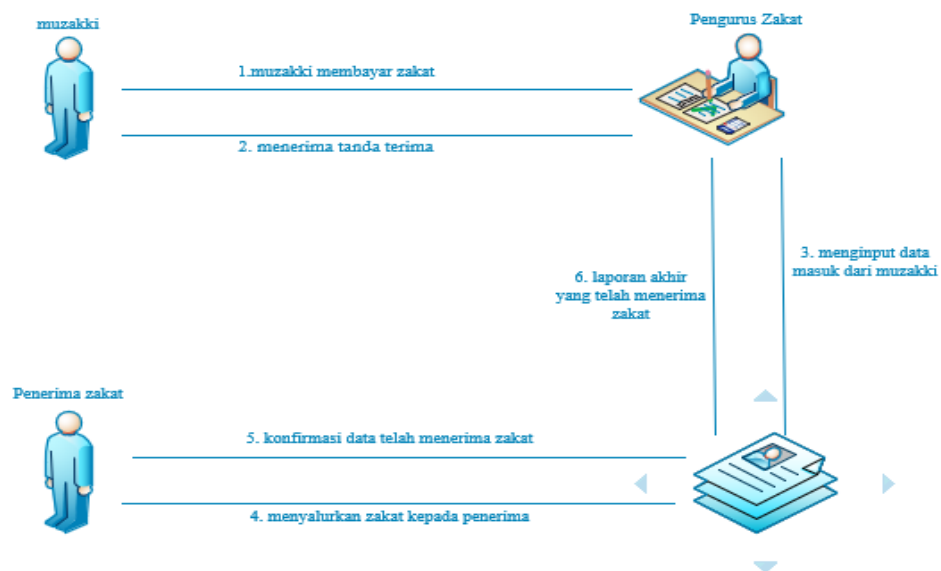 muzakki
Pengurus Zakat
1.muzakki membayar zakat
2. menerima tanda terima
3. menginput data
masuk dari muzakki
6. laporan akhir
yang telah menerima
zakat
Penerima zakat
5. konfirmasi data telah menerima zakat
4. menyalurkan zakat kepada penerima